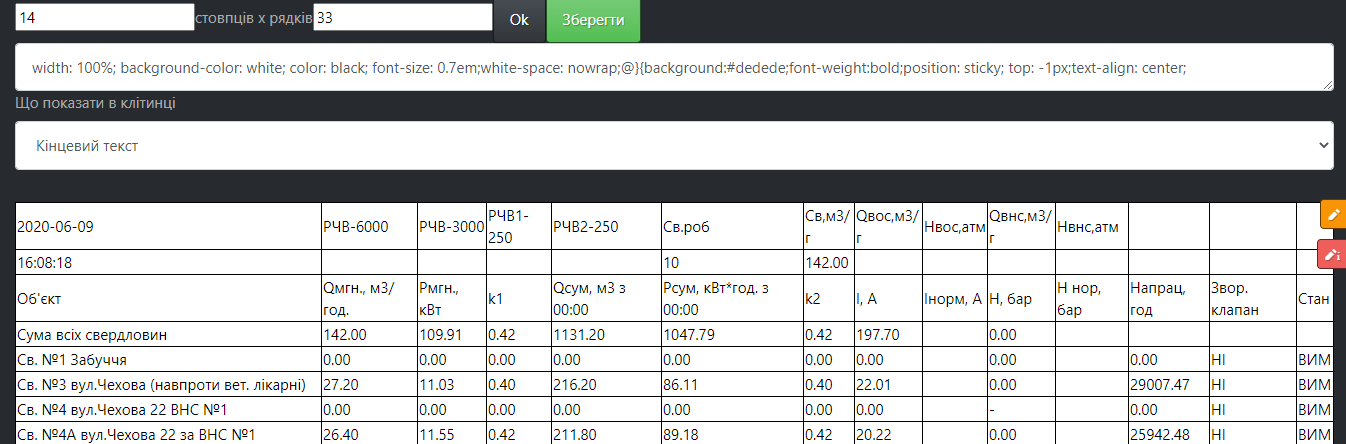 14 стовпців х рядків 33 Ok Зберегти
width: 100%; background-color: white; color: black; font-size: 0.7em;white-space: nowrap;@}{background:#dedede;font-weight:bold;position: sticky; top: -1px;text-align: center;
Що показати в клітинці
Кінцевий текст
2020-06-09 РЧВ-6000 РЧВ-3000 РЧВ1-250 РЧВ2-250 Св.роб Св,м3/г Qвос,м3/г Hвос,атм Qвнс,м3/г Hвнс,атм
16:08:18 10 142.00
Об'єкт Qмгн., м3/год. Pмгн., кВт k1 Qсум, м3 з 00:00 Pсум, кВт*год. з 00:00 k2 I, A Iнорм, A H, бар H нор, бар Напрац, год Звор. клапан Стан
Сума всіх свердловин 142.00 109.91 0.42 1131.20 1047.79 0.42 197.70 0.00
Св. №1 Забуччя 0.00 0.00 0.00 0.00 0.00 0.00 0.00 0.00 0.00 НІ ВИМ
Св. №3 вул.Чехова (навпроти вет. лікарні) 27.20 11.03 0.40 216.20 86.11 0.40 22.01 0.00 29007.47 НІ ВИМ
Св. №4 вул.Чехова 22 ВНС №1 0.00 0.00 0.00 0.00 0.00 0.00 0.00 - 0.00 НІ ВИМ
Св. №4А вул.Чехова 22 за ВНС №1 26.40 11.55 0.42 211.80 89.18 0.42 20.22 0.00 25942.48 НІ ВИМ